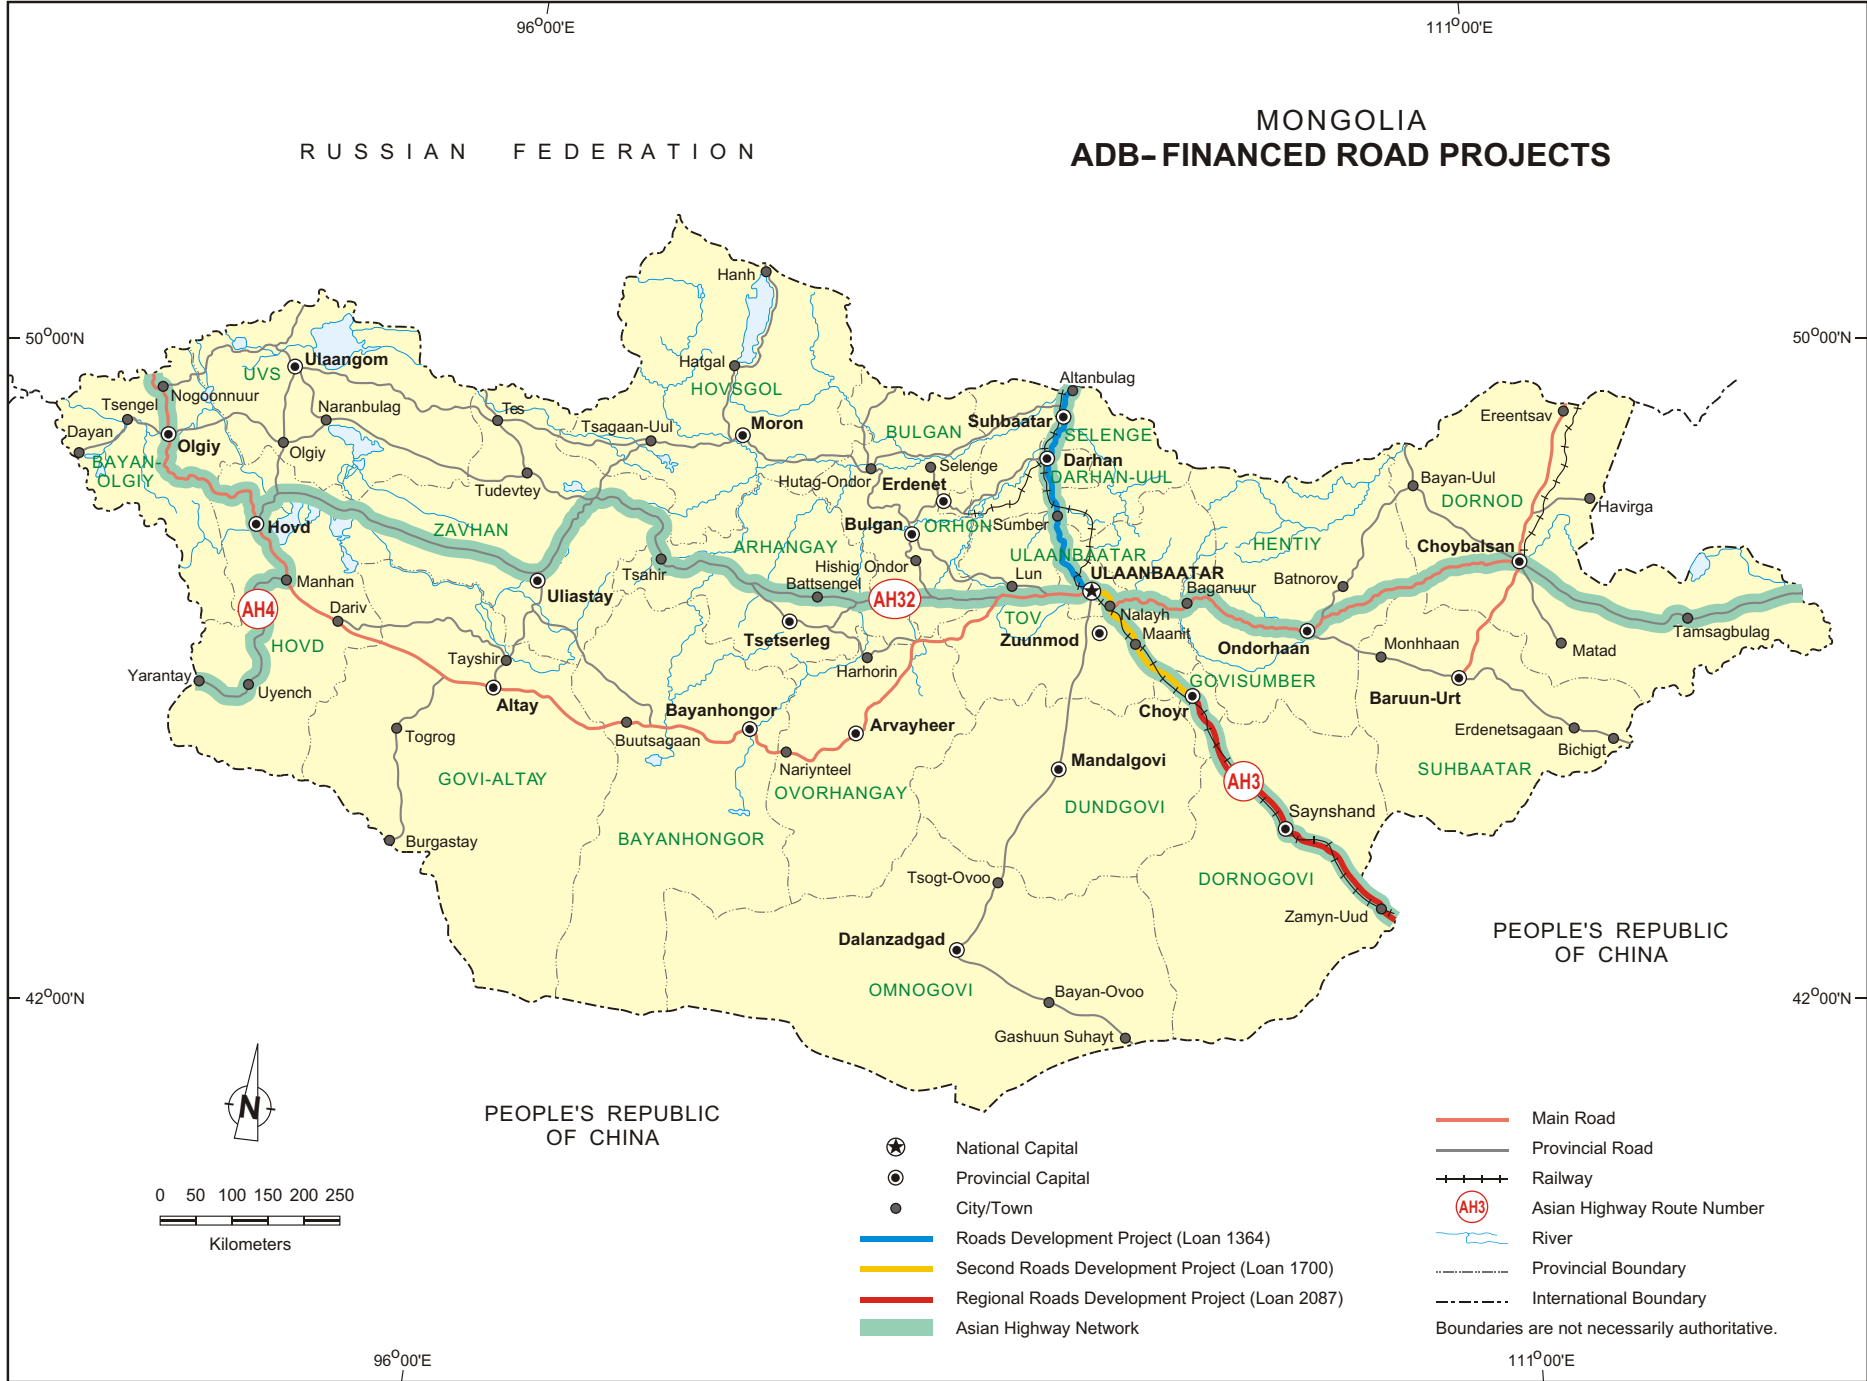 96°00'E
111°00'E
MONGOLIA
ADB-FINANCED ROAD PROJECTS
RUSSIAN FEDERATION
Hanh
50°00'N
50°00'N
Ulaangom
Hatgal
UVS
HOVSGOL
Altanbulag
Nogoonnuur
Tsengel
Naranbulag
Tes
Ereentsav
Dayan
Tsagaan-Uul
Moron
Suhbaatar
BULGAN
SELENGE
Olgiy
Olgiy
BAYAN-
OLGIY
Selenge
Darhan
Hutag-Ondor
Erdenet
DARHAN-UUL
Bayan-Uul
Tudevtey
DORNOD
Havirga
Hovd
ZAVHAN
Bulgan
ORHON
Sumber
ARHANGAY
ULAANBAATAR
HENTIY
Choybalsan
Hishig Ondor
Tsahir
Battsengel
Lun
ULAANBAATAR
Batnorov
Manhan
Baganuur
Uliastay
AH32
AH4
Dariv
Nalayh
TOV
Tsetserleg
Zuunmod
Maanit
Ondorhaan
Tamsagbulag
HOVD
Tayshir
Monhhaan
Matad
Yarantay
Harhorin
Uyench
GOVISUMBER
Altay
Bayanhongor
Choyr
Baruun-Urt
Arvayheer
Togrog
Buutsagaan
Erdenetsagaan
Bichigt
Nariynteel
Mandalgovi
SUHBAATAR
GOVI-ALTAY
OVORHANGAY
AH3
DUNDGOVI
Saynshand
Burgastay
BAYANHONGOR
Tsogt-Ovoo
DORNOGOVI
Zamyn-Uud
Dalanzadgad
PEOPLE'S REPUBLIC
OF CHINA
OMNOGOVI
Bayan-Ovoo
42°00'N
42°00'N
Gashuun Suhayt
N
PEOPLE'S REPUBLIC
OF CHINA
0 50 100 150 200 250
Kilometers
National Capital
Provincial Capital
City/Town
Roads Development Project (Loan 1364)
Second Roads Development Project (Loan 1700)
Regional Roads Development Project (Loan 2087)
Asian Highway Network
Main Road
Provincial Road
Railway
AH3 Asian Highway Route Number
River
Provincial Boundary
International Boundary
Boundaries are not necessarily authoritative.
96°00'E
111°00'E